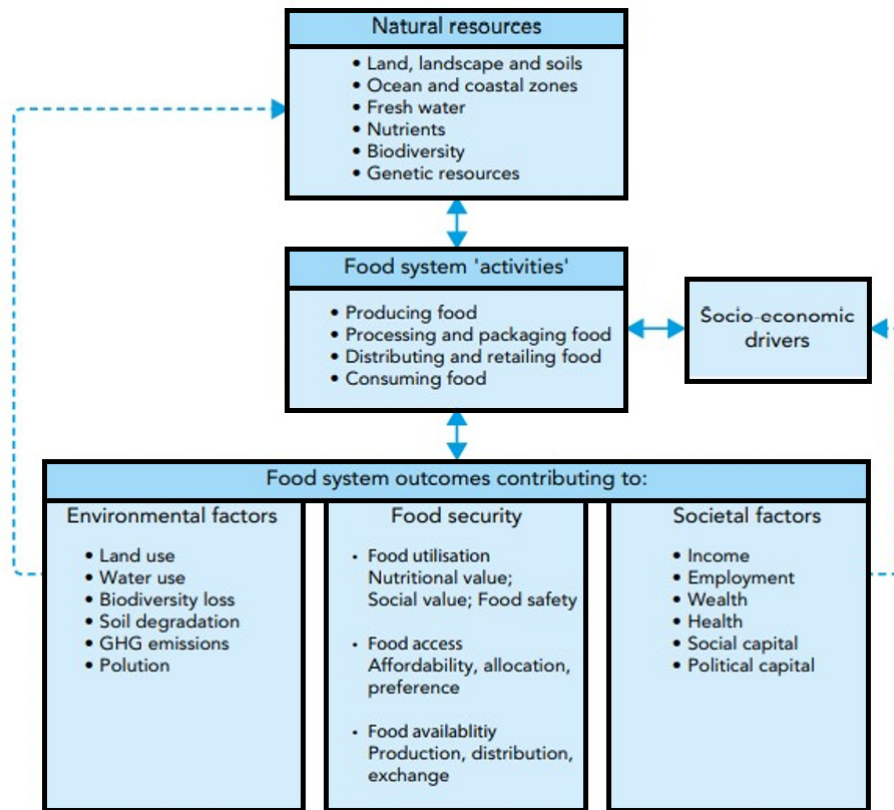 Natural resources
• Land, landscape and soils
• Ocean and coastal zones
• Fresh water
• Nutrients
• Biodiversity
• Genetic resources
Food system 'activities'
• Producing food
• Processing and packaging food
• Distributing and retailing food
• Consuming food
Socio-economic
drivers
Food system outcomes contributing to:
Environmental factors
• Land use
• Water use
• Biodiversity loss
• Soil degradation
• GHG emissions
• Polution
Food security
• Food utilisation
Nutritional value;
Social value; Food safety
• Food access
Affordability, allocation,
preference
• Food availablitiy
Production, distribution,
exchange
Societal factors
• Income
• Employment
• Wealth
• Health
• Social capital
• Political capital